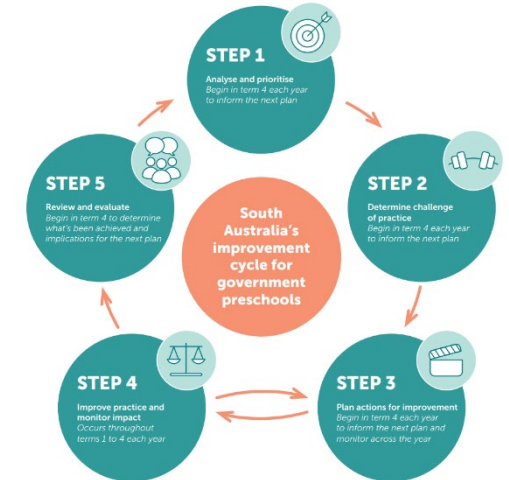 STEP 1
Analyse and prioritise
Begin in term 4 each year
to inform the next plan
STEP 2
Determine challenge
of practice
Begin in term 4 each year
to inform the next plan
STEP 3
Plan actions for improvement
Begin in term 4 each year
to inform the next plan and
monitor across the year
STEP 4
Improve practice and
monitor impact
Occurs throughout
terms 1 to 4 each year
STEP 5
Review and evaluate
Begin in term 4 to determine
what's been achieved and
implications for the next plan
South
Australia's
improvement
cycle for
government
preschools